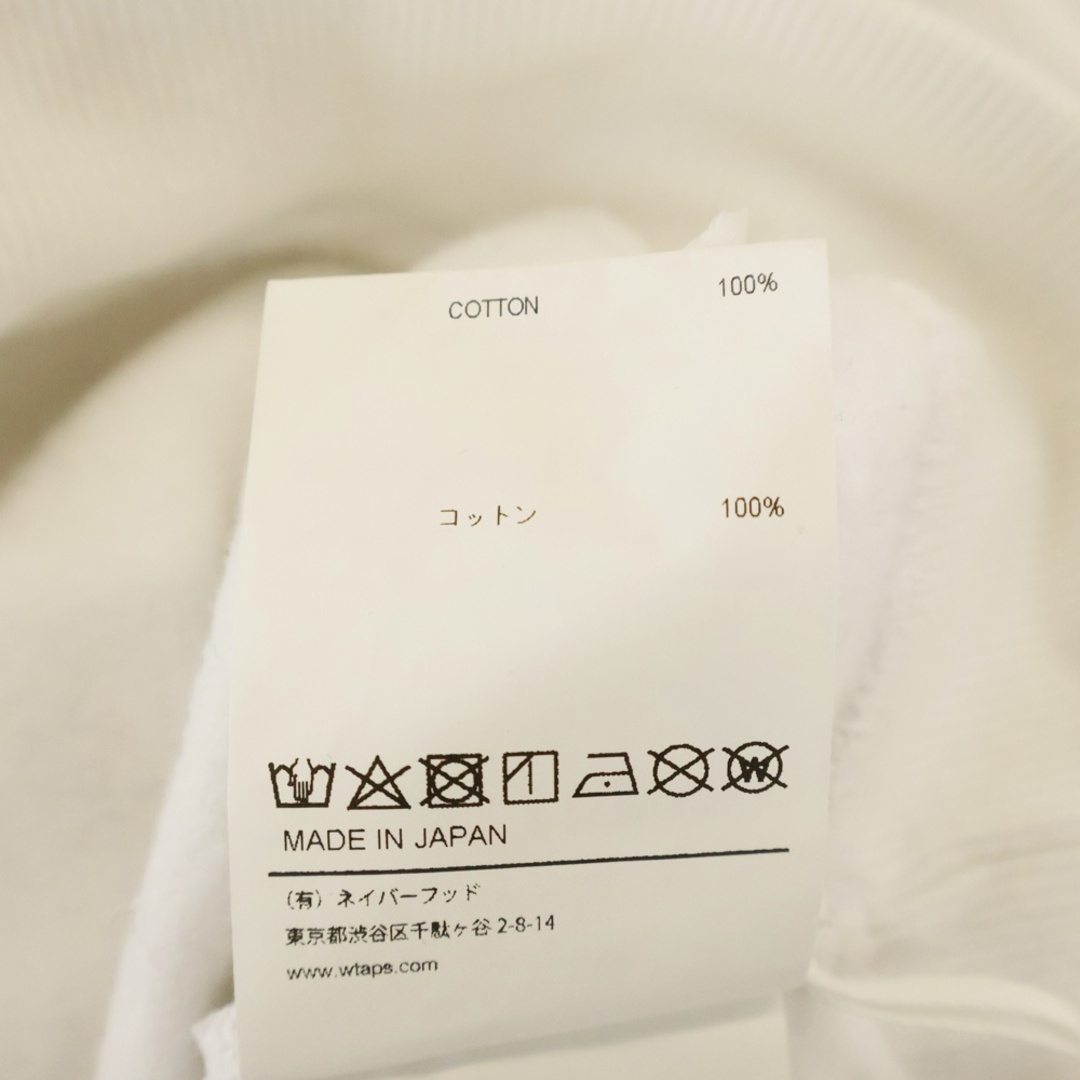 COTTON 100%
コットン 100%
W
MADE IN JAPAN
(有) ネイバーフッド
東京都渋谷区千駄ヶ谷 2-8-14
www.wtaps.com